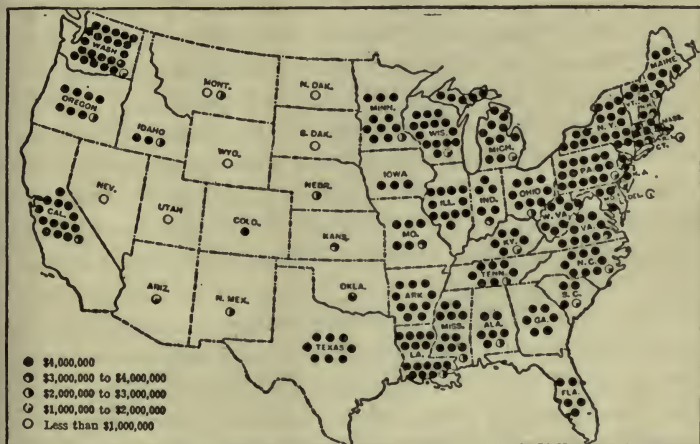 WASH.
OREGON
IDAHO
MONT.
WYO.
NEV.
UTAH
COLO.
CAL.
ARIZ.
N. MEX.
N. DAK.
S. DAK.
NEBR.
KANS.
OKLA.
TEXAS
MINN.
IOWA
MO.
ARK.
LA.
WIS.
ILL.
MICH.
IND.
OHIO
KY.
TENN.
MISS.
ALA.
GA.
FLA.
S. C.
N. C.
VA.
W. VA.
PA.
N. Y.
VT.
MAINE
MASS.
CT.
DEL.
$4,000,000
$3,000,000 to $4,000,000
$2,000,000 to $3,000,000
$1,000,000 to $2,000,000
Less than $1,000,000